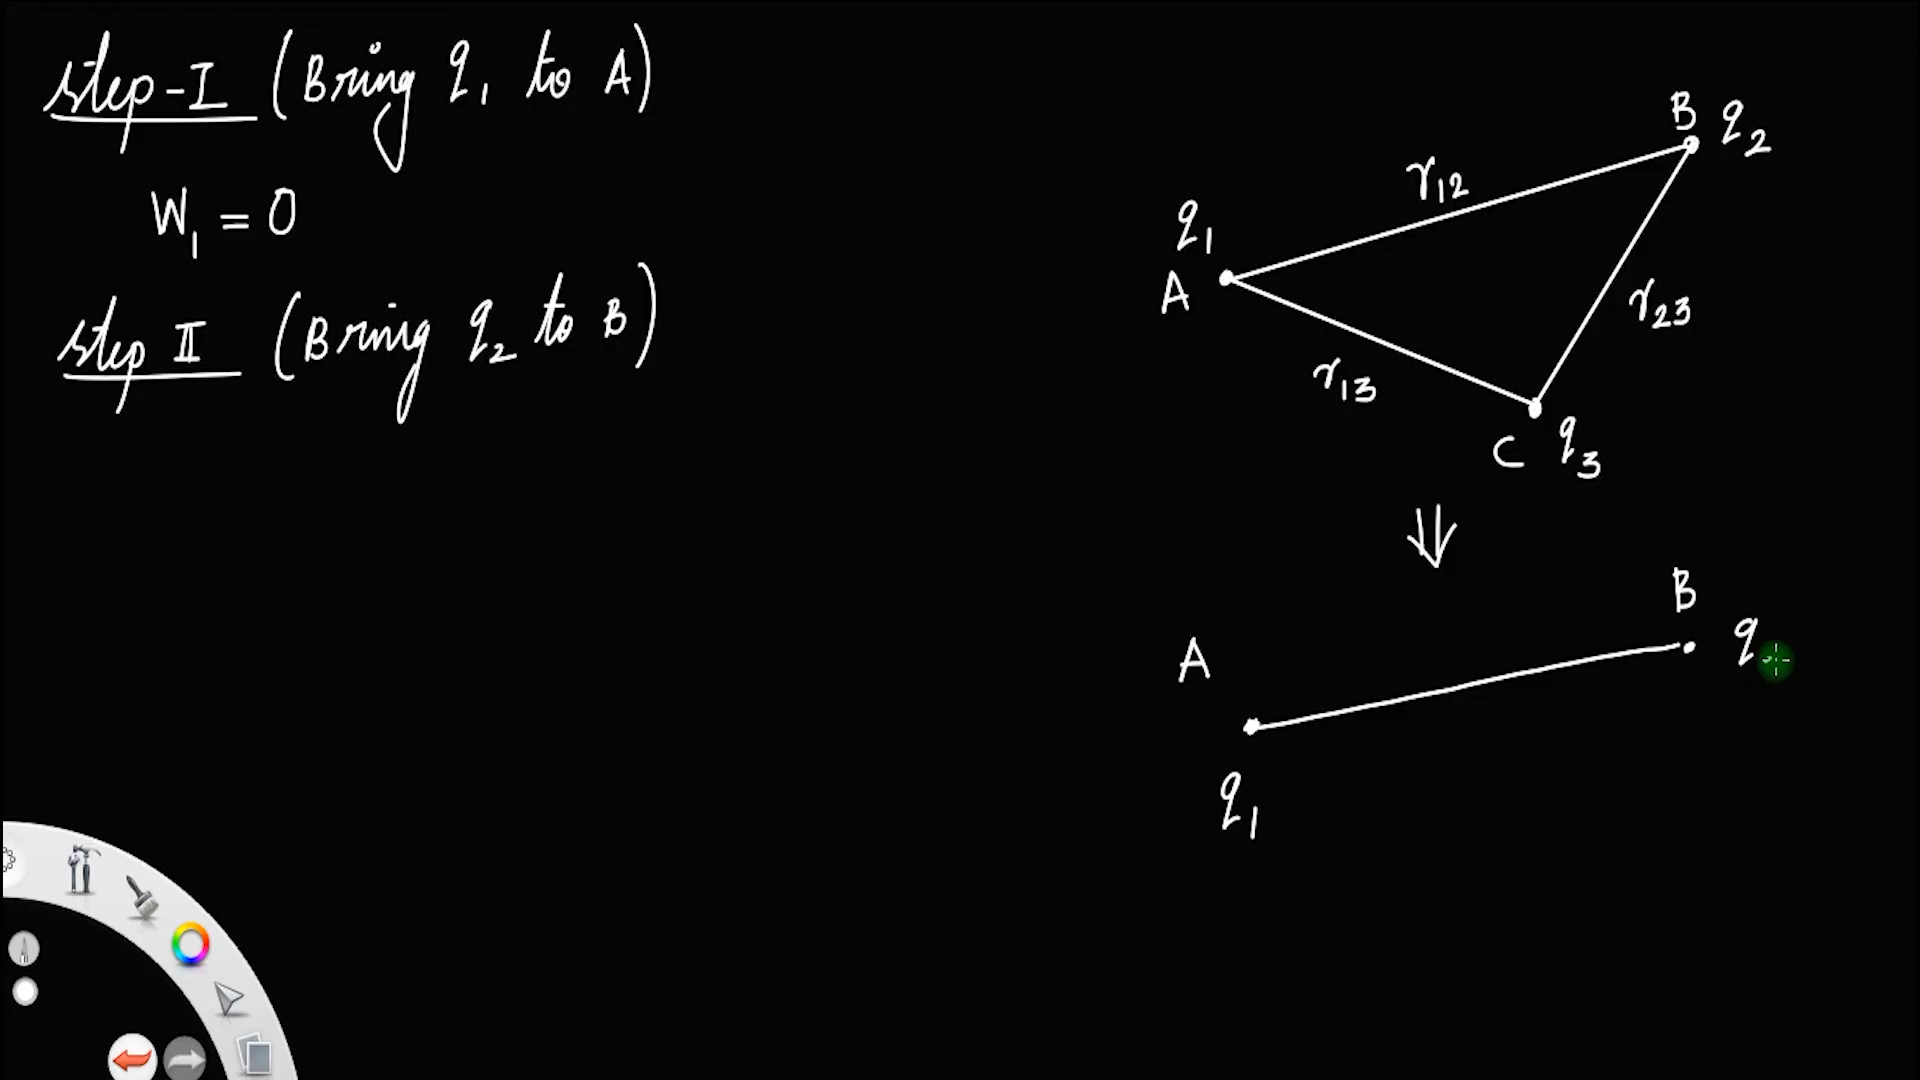 step-I (Bring q₁ to A)
W₁ = 0
step II (Bring q₂ to B)
B q₂
r₁₂
q₁
A
r₂₃
r₁₃
C q₃
⇓
B
q
A
q₁